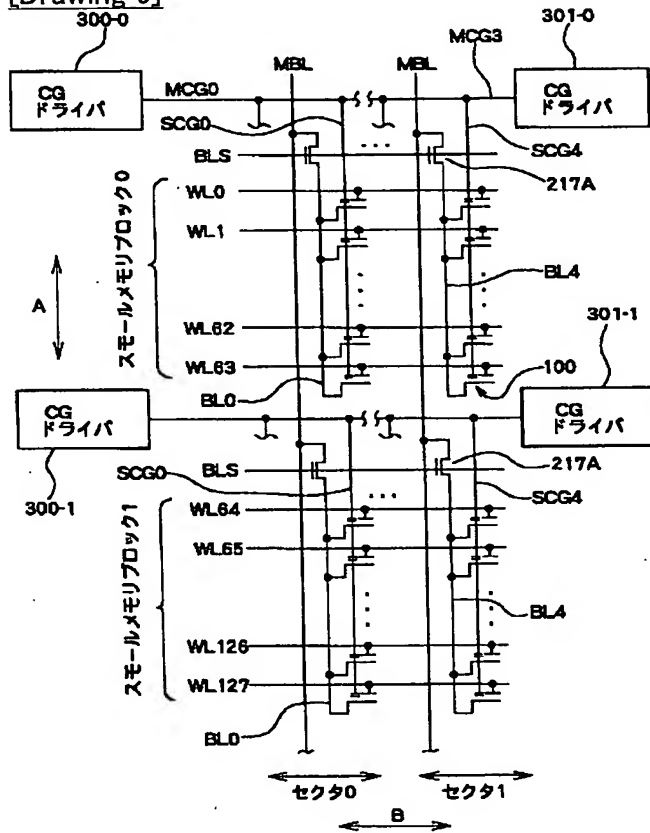 300-0
301-0
CG
ドライバ
MCG0
MBL
MBL
MCG3
CG
ドライバ
SCG0
SCG4
BLS
217A
スモールメモリブロック0
WL0
WL1
A
BL4
WL62
WL63
BL0
100
301-1
CG
ドライバ
CG
ドライバ
300-1
SCG0
BLS
217A
SCG4
スモールメモリブロック1
WL64
WL65
BL4
WL126
WL127
BL0
セクタ0
セクタ1
B